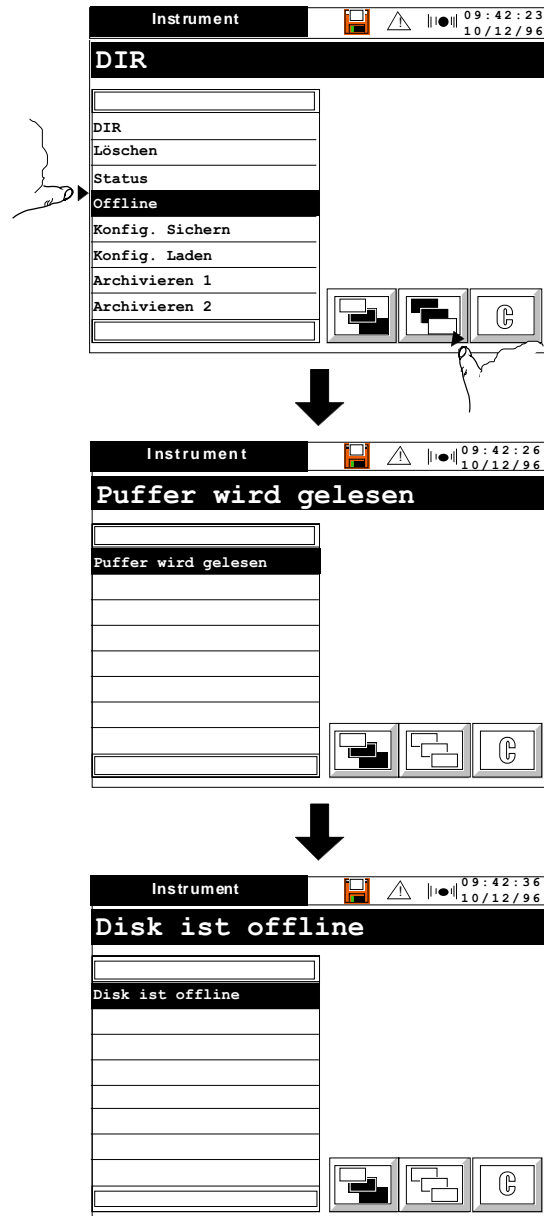 Instrument
09:42:23
10/12/96
DIR
DIR
Löschen
Status
Offline
Konfig. Sichern
Konfig. Laden
Archivieren 1
Archivieren 2
C
Instrument
09:42:26
10/12/96
Puffer wird gelesen
Puffer wird gelesen
C
Instrument
09:42:36
10/12/96
Disk ist offline
Disk ist offline
C